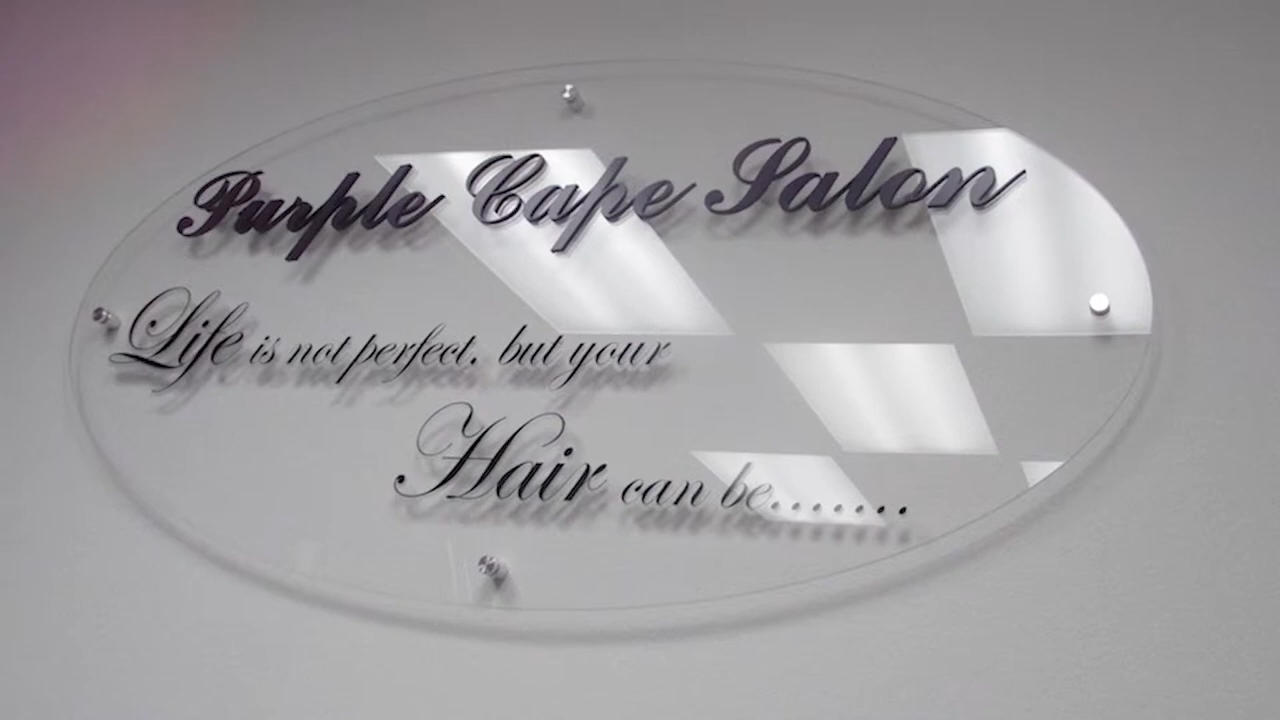 Purple Cape Salon
Life is not perfect. but your
Hair can be.......